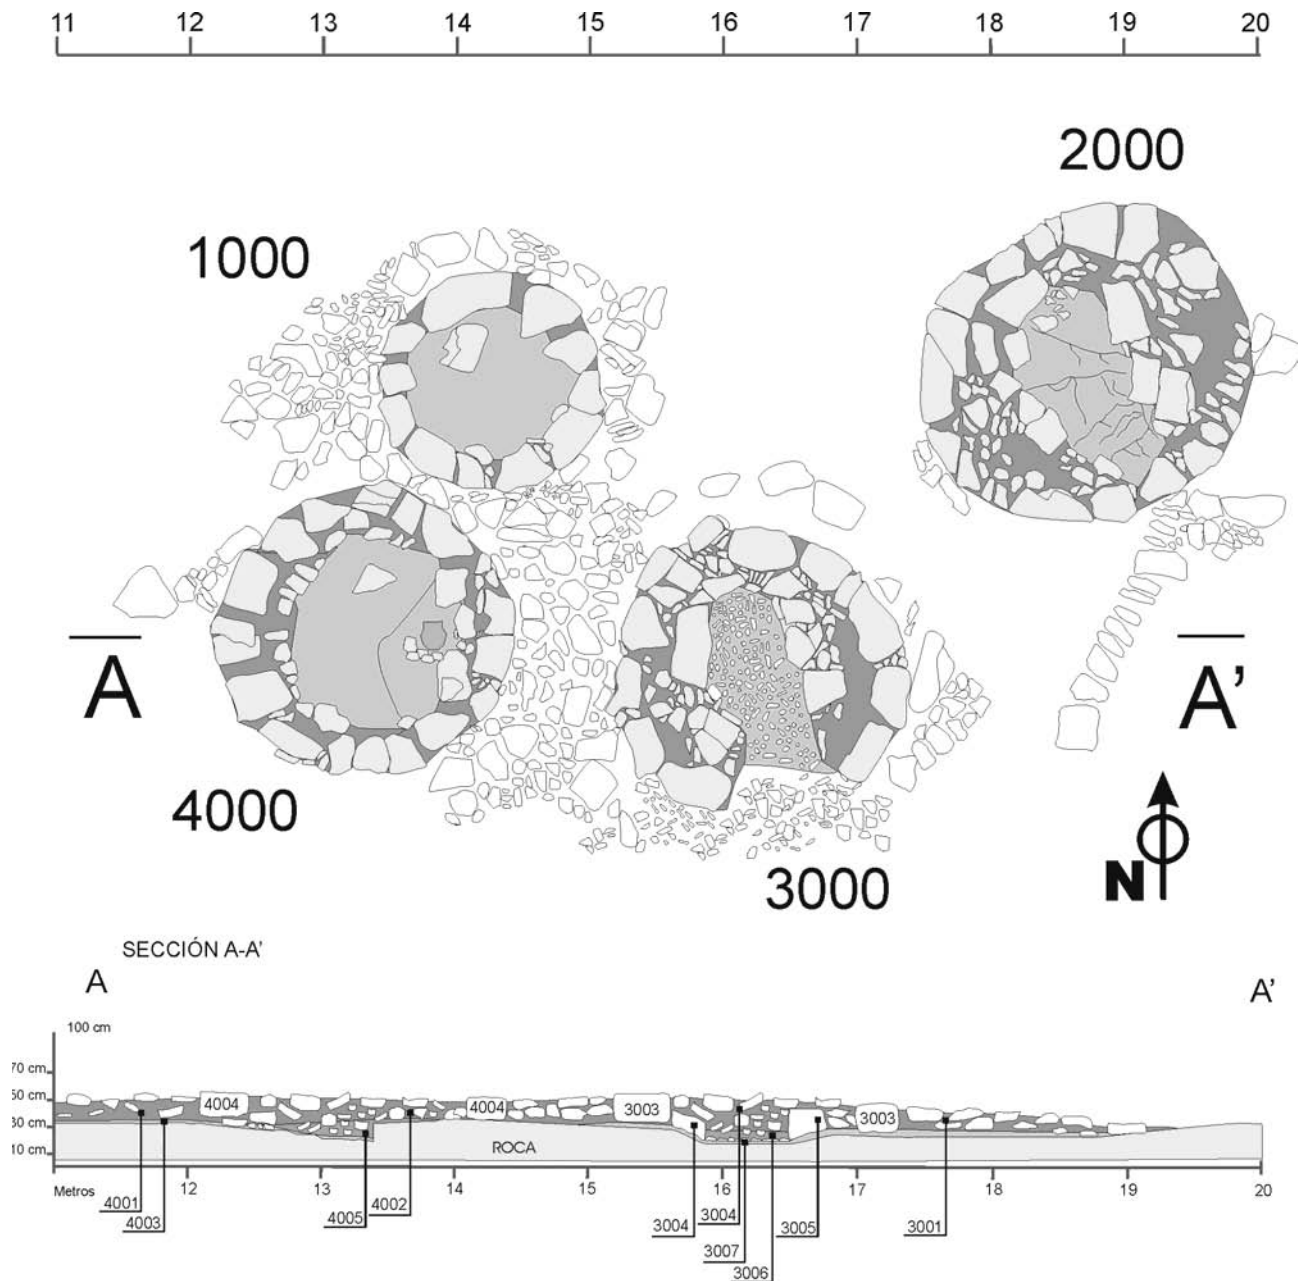 11 12 13 14 15 16 17 18 19 20
2000
1000
A A'
4000
N
3000
SECCIÓN A-A'
A A'
100 cm
70 cm
50 cm
30 cm
10 cm
4004 4004 3003 3003
ROCA
Metros 12 13 14 15 16 17 18 19 20
4001 4003 4005 4002 3004 3004 3007 3006 3005 3001